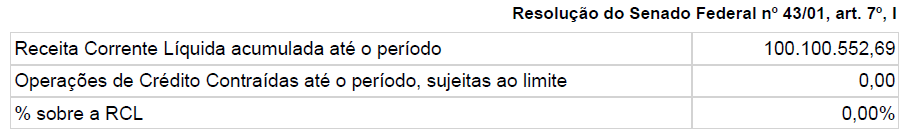 Resolução do Senado Federal nº 43/01, art. 7º, I
Receita Corrente Líquida acumulada até o período 100.100.552,69
Operações de Crédito Contraídas até o período, sujeitas ao limite 0,00
% sobre a RCL 0,00%